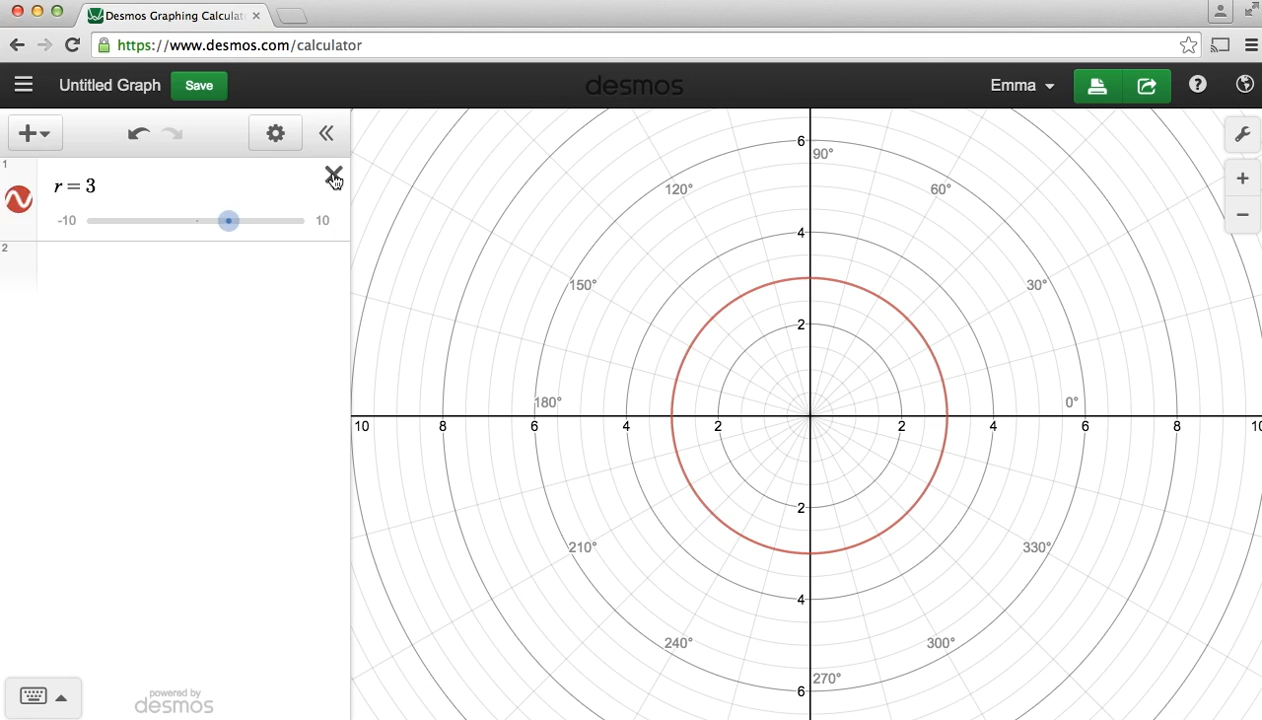 Desmos Graphing Calculat
https://www.desmos.com/calculator
Untitled Graph Save desmos Emma ?
1
r = 3
-10 10
2
6 90°
120° 60°
4
150° 30°
2
180° 0°
10 8 6 4 2 2 4 6 8 10
2
210° 330°
4
240° 300°
270°
6
powered by
desmos